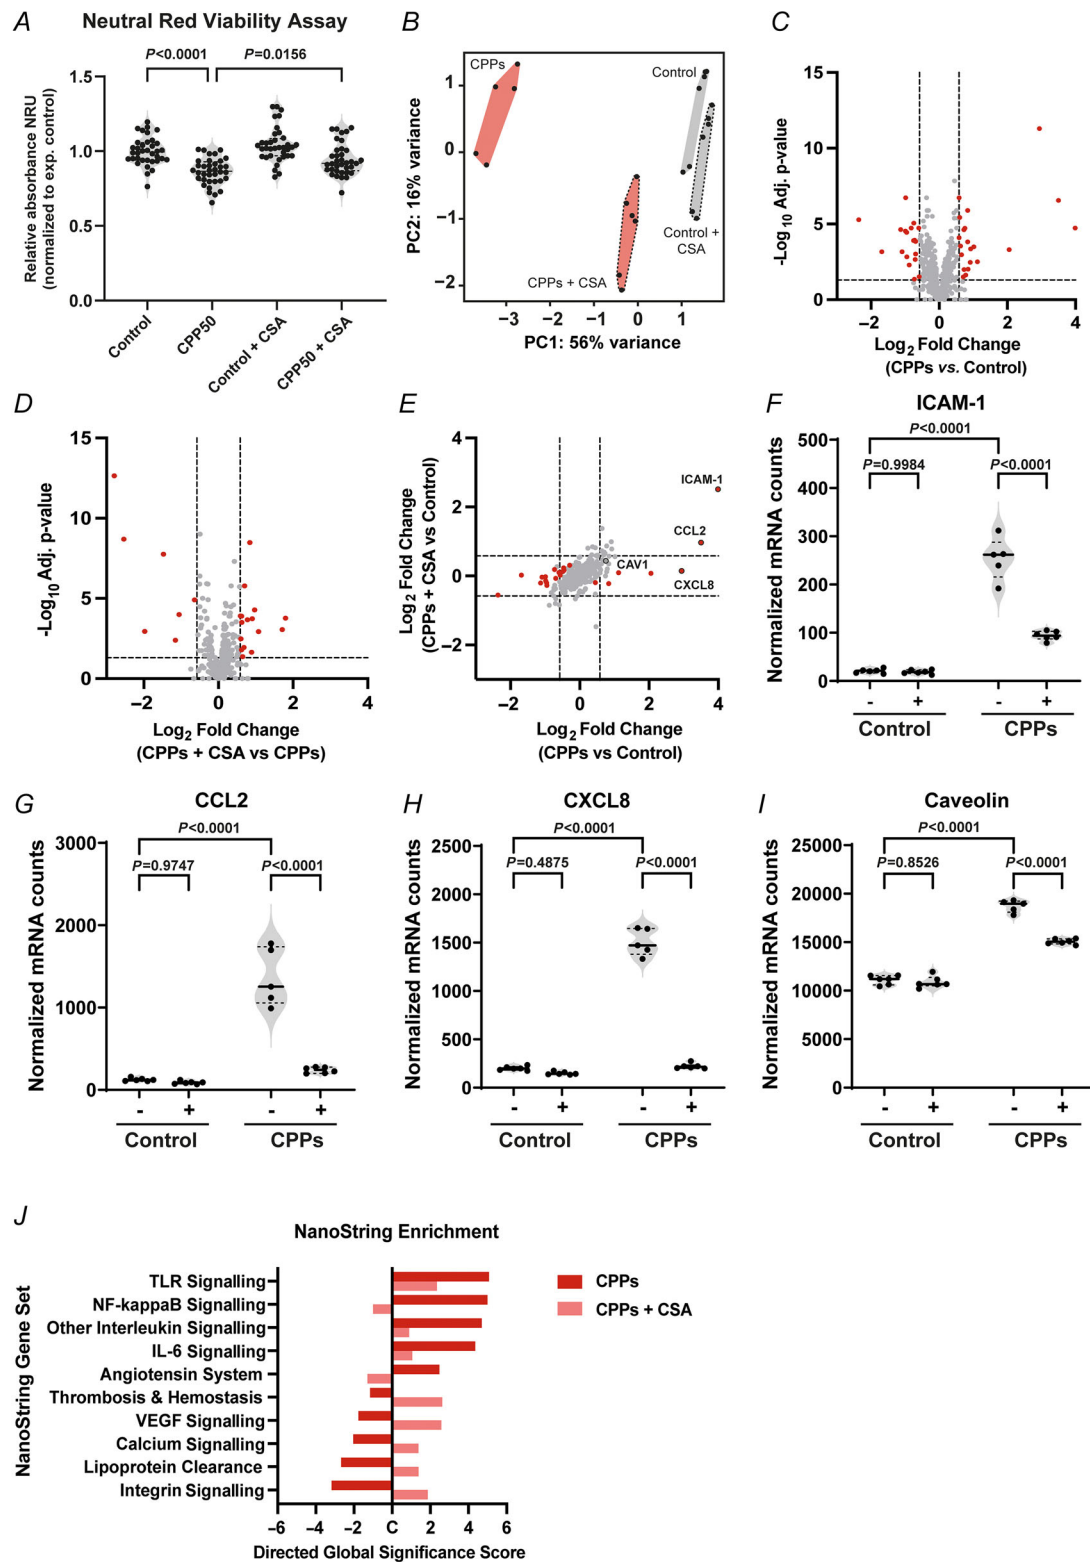 A
Neutral Red Viability Assay
P<0.0001
P=0.0156
Relative absorbance NRU
(normalized to exp. control)
1.5
1.0
0.5
0.0
Control
CPP50
Control + CSA
CPP50 + CSA
B
CPPs
Control
Control +
CSA
CPPs + CSA
PC2: 16% variance
1
0
−1
−2
−3
−2
−1
0
1
PC1: 56% variance
C
-Log10 Adj. p-value
15
10
5
0
−2
0
2
4
Log2 Fold Change
(CPPs vs. Control)
D
-Log10 Adj. p-value
15
10
5
0
−2
0
2
4
Log2 Fold Change
(CPPs + CSA vs CPPs)
E
Log2 Fold Change
(CPPs + CSA vs Control)
4
2
0
−2
ICAM-1
CCL2
CAV1
CXCL8
−2
0
2
4
Log2 Fold Change
(CPPs vs Control)
F
ICAM-1
P<0.0001
P=0.9984
P<0.0001
Normalized mRNA counts
500
400
300
200
100
0
-
+
-
+
Control
CPPs
G
CCL2
P<0.0001
P=0.9747
P<0.0001
Normalized mRNA counts
3000
2000
1000
0
-
+
-
+
Control
CPPs
H
CXCL8
P<0.0001
P=0.4875
P<0.0001
Normalized mRNA counts
2500
2000
1500
1000
500
0
-
+
-
+
Control
CPPs
I
Caveolin
P<0.0001
P=0.8526
P<0.0001
Normalized mRNA counts
25000
20000
15000
10000
5000
0
-
+
-
+
Control
CPPs
J
NanoString Enrichment
NanoString Gene Set
TLR Signalling
NF-kappaB Signalling
Other Interleukin Signalling
IL-6 Signalling
Angiotensin System
Thrombosis & Hemostasis
VEGF Signalling
Calcium Signalling
Lipoprotein Clearance
Integrin Signalling
−6
−4
−2
C
2
4
6
Directed Global Significance Score
CPPs
CPPs + CSA